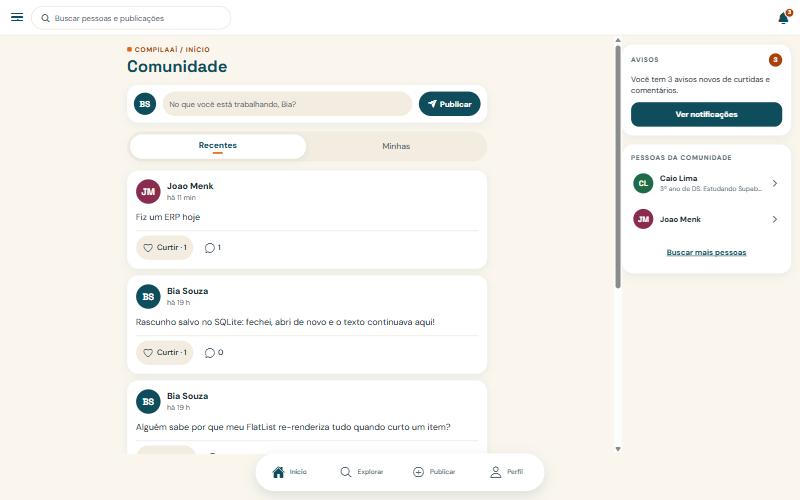 Buscar pessoas e publicações
3
COMPILAAÍ / INÍCIO
Comunidade
BS
No que você está trabalhando, Bia?
Publicar
Recentes
Minhas
JM
Joao Menk
há 11 min
Fiz um ERP hoje
Curtir · 1
1
BS
Bia Souza
há 19 h
Rascunho salvo no SQLite: fechei, abri de novo e o texto continuava aqui!
Curtir · 1
0
BS
Bia Souza
há 19 h
Alguém sabe por que meu FlatList re-renderiza tudo quando curto um item?
AVISOS
3
Você tem 3 avisos novos de curtidas e
comentários.
Ver notificações
PESSOAS DA COMUNIDADE
CL
Caio Lima
3º ano de DS. Estudando Supab...
JM
Joao Menk
Buscar mais pessoas
Início
Explorar
Publicar
Perfil